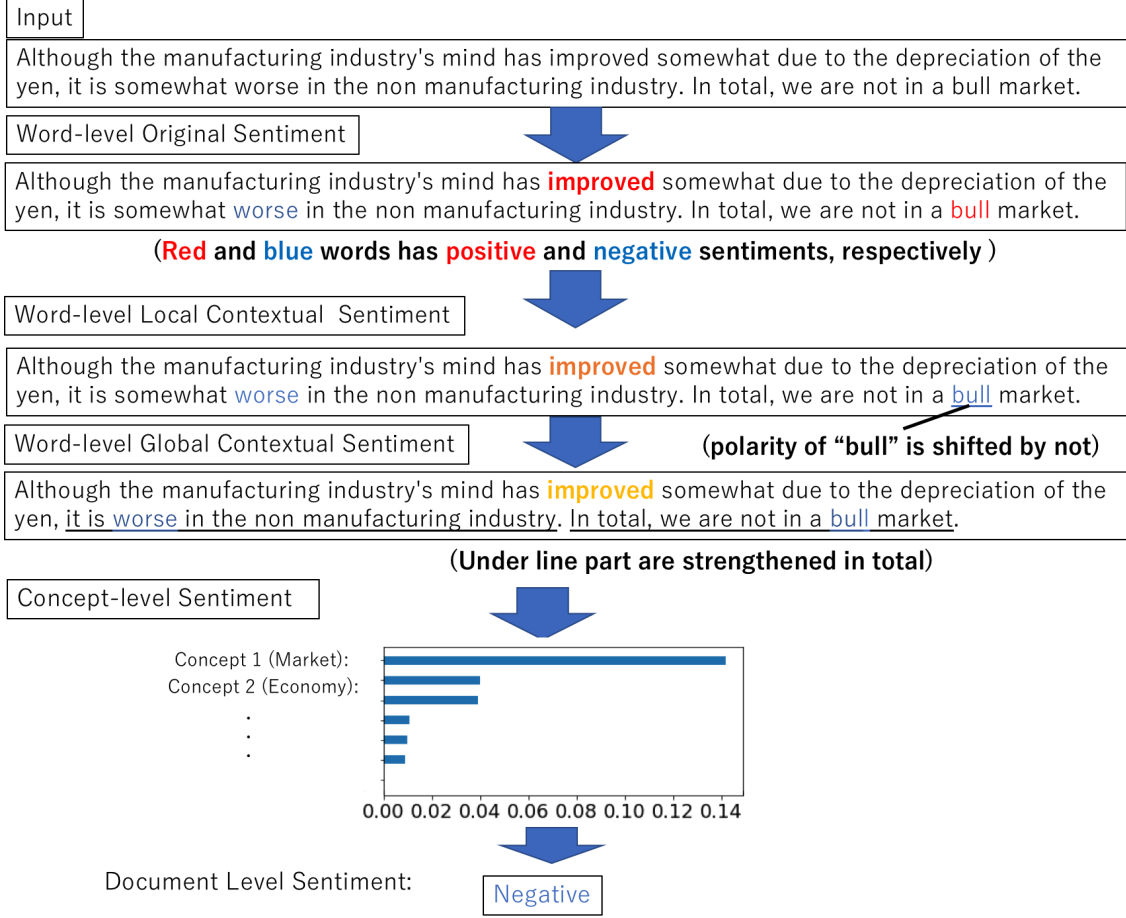 Input
Although the manufacturing industry's mind has improved somewhat due to the depreciation of the
yen, it is somewhat worse in the non manufacturing industry. In total, we are not in a bull market.
Word-level Original Sentiment
Although the manufacturing industry's mind has improved somewhat due to the depreciation of the
yen, it is somewhat worse in the non manufacturing industry. In total, we are not in a bull market.
(Red and blue words has positive and negative sentiments, respectively )
Word-level Local Contextual  Sentiment
Although the manufacturing industry's mind has improved somewhat due to the depreciation of the
yen, it is somewhat worse in the non manufacturing industry. In total, we are not in a bull market.
Word-level Global Contextual Sentiment
(polarity of “bull” is shifted by not)
Although the manufacturing industry's mind has improved somewhat due to the depreciation of the
yen, it is worse in the non manufacturing industry. In total, we are not in a bull market.
(Under line part are strengthened in total)
Concept-level Sentiment
Concept 1 (Market):
Concept 2 (Economy):
.
.
.
0.00 0.02 0.04 0.06 0.08 0.10 0.12 0.14
Document Level Sentiment:
Negative